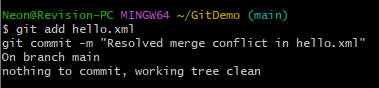 Neon@Revision-PC MINGW64 ~/GitDemo (main)
$ git add hello.xml
git commit -m "Resolved merge conflict in hello.xml"
On branch main
nothing to commit, working tree clean